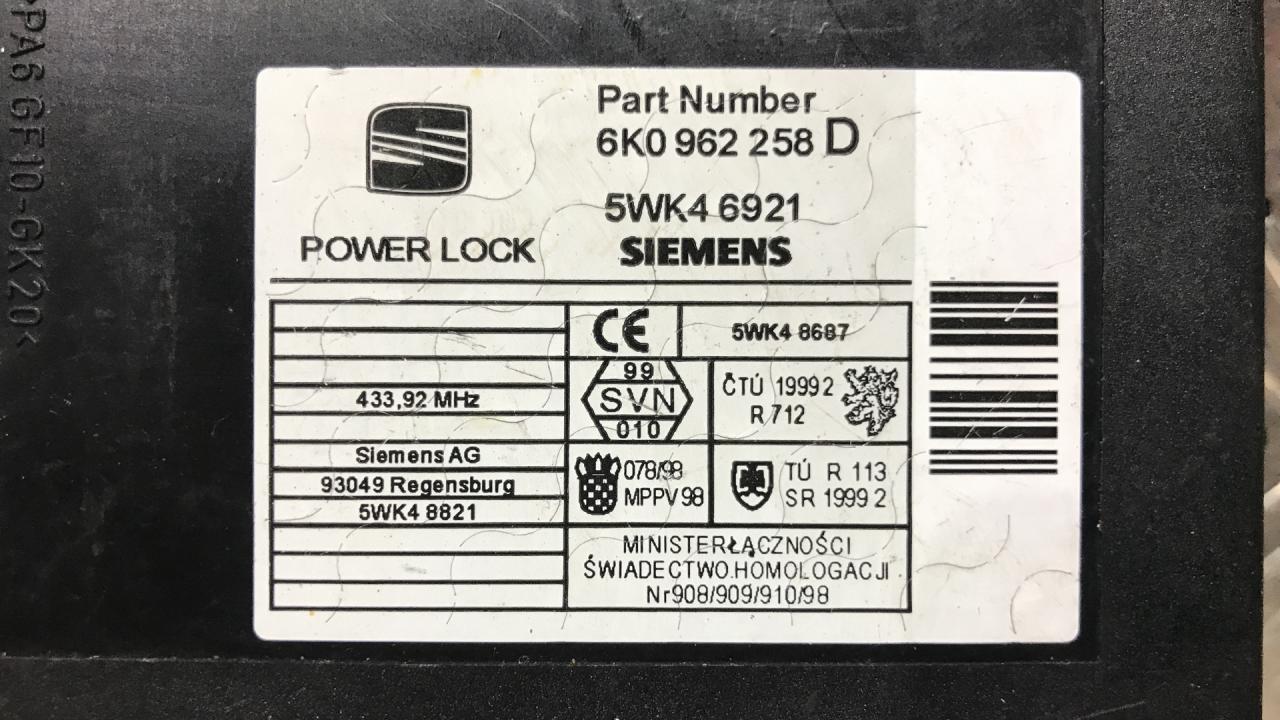 >PA6 GF10-GK20<
Part Number
6K0 962 258 D
5WK4 6921
POWER LOCK
SIEMENS
433,92 MHz
Siemens AG
93049 Regensburg
5WK4 8821
CE
5WK4 8687
99
SVN
010
ČTÚ 1999 2
R 712
078/98
MPPV 98
TÚ R 113
SR 1999 2
MINISTER ŁĄCZNOŚCI
ŚWIADECTWO.HOMOLOGACJI
Nr 908/909/910/98